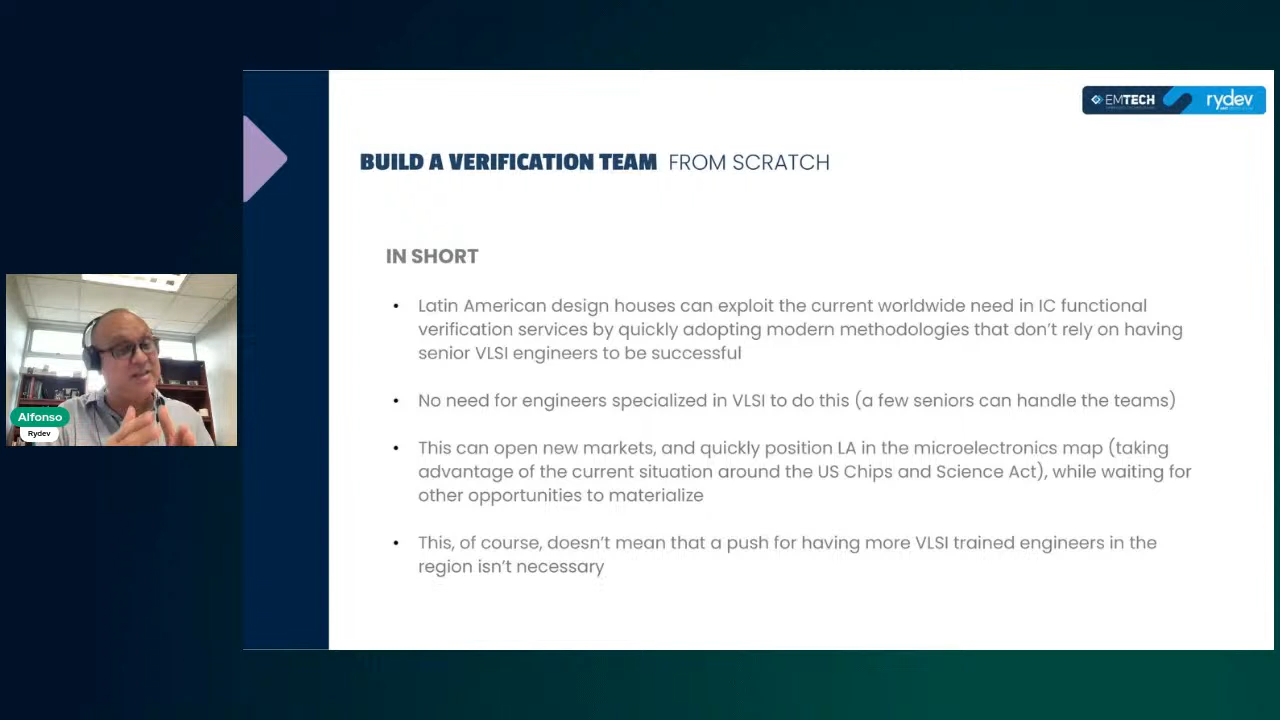 EMTECH rydev
BUILD A VERIFICATION TEAM FROM SCRATCH
IN SHORT
• Latin American design houses can exploit the current worldwide need in IC functional
verification services by quickly adopting modern methodologies that don't rely on having
senior VLSI engineers to be successful
• No need for engineers specialized in VLSI to do this (a few seniors can handle the teams)
• This can open new markets, and quickly position LA in the microelectronics map (taking
advantage of the current situation around the US Chips and Science Act), while waiting for
other opportunities to materialize
• This, of course, doesn't mean that a push for having more VLSI trained engineers in the
region isn't necessary
Alfonso
Rydev